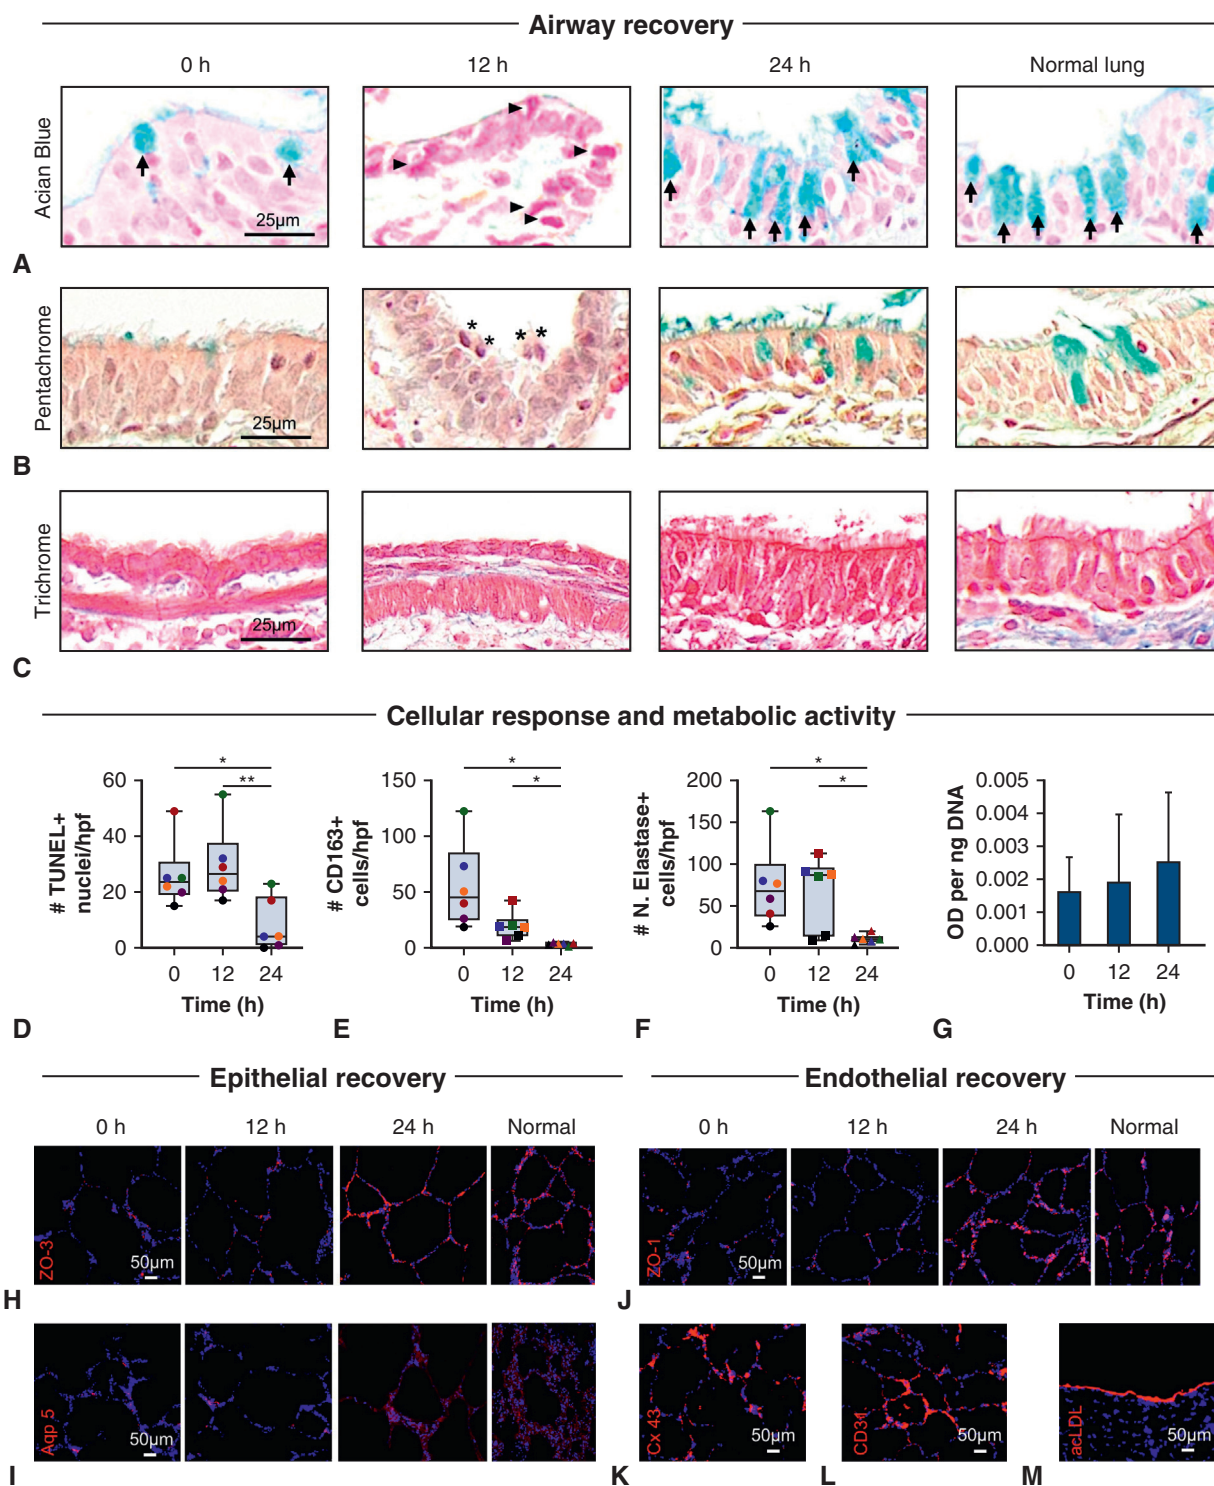 Airway recovery
0 h 12 h 24 h Normal lung
Acian Blue
25µm
A
Pentachrome
25µm
* * * *
B
Trichrome
25µm
C
Cellular response and metabolic activity
# TUNEL+ nuclei/hpf
60
40
20
0
* **
0 12 24
Time (h)
D
# CD163+ cells/hpf
150
100
50
0
* *
0 12 24
Time (h)
E
# N. Elastase+ cells/hpf
200
150
100
50
0
* *
0 12 24
Time (h)
F
OD per ng DNA
0.005
0.004
0.003
0.002
0.001
0.000
0 12 24
Time (h)
G
Epithelial recovery
0 h 12 h 24 h Normal
ZO-3
50µm
H
Aqp 5
50µm
I
Endothelial recovery
0 h 12 h 24 h Normal
ZO-1
50µm
J
Cx 43
50µm
K
CD31
50µm
L
acLDL
50µm
M